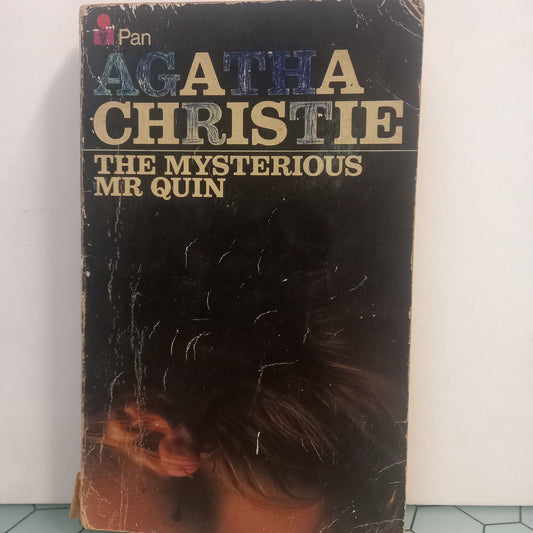 Pan
AGATHA
CHRISTIE
THE MYSTERIOUS
MR QUIN